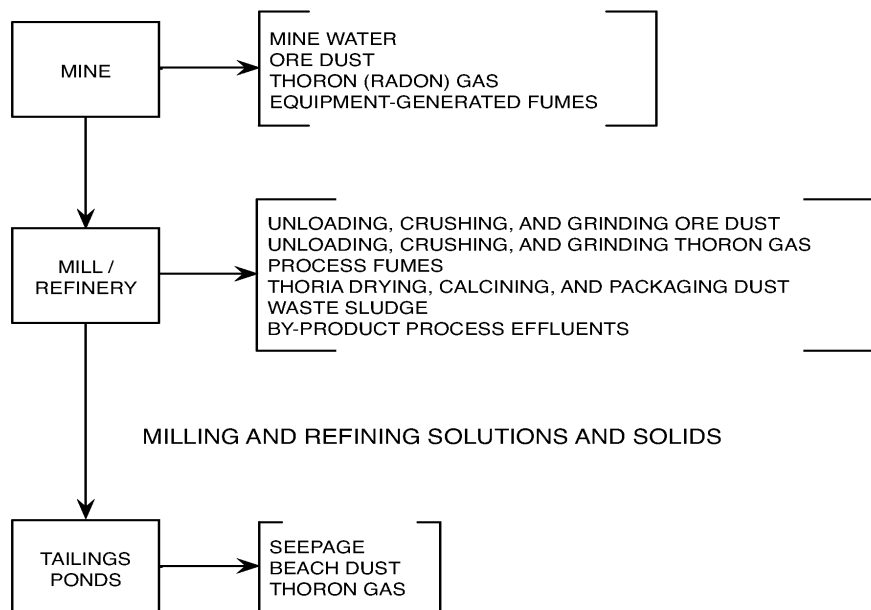 MINE
MINE WATER
ORE DUST
THORON (RADON) GAS
EQUIPMENT-GENERATED FUMES
MILL /
REFINERY
UNLOADING, CRUSHING, AND GRINDING ORE DUST
UNLOADING, CRUSHING, AND GRINDING THORON GAS
PROCESS FUMES
THORIA DRYING, CALCINING, AND PACKAGING DUST
WASTE SLUDGE
BY-PRODUCT PROCESS EFFLUENTS
MILLING AND REFINING SOLUTIONS AND SOLIDS
TAILINGS
PONDS
SEEPAGE
BEACH DUST
THORON GAS